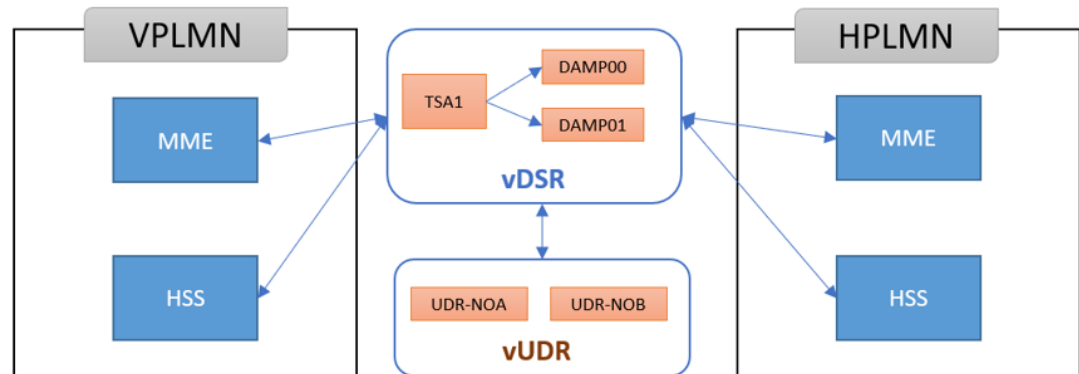 VPLMN
HPLMN
MME
HSS
TSA1
DAMP00
DAMP01
vDSR
UDR-NOA
UDR-NOB
vUDR
MME
HSS